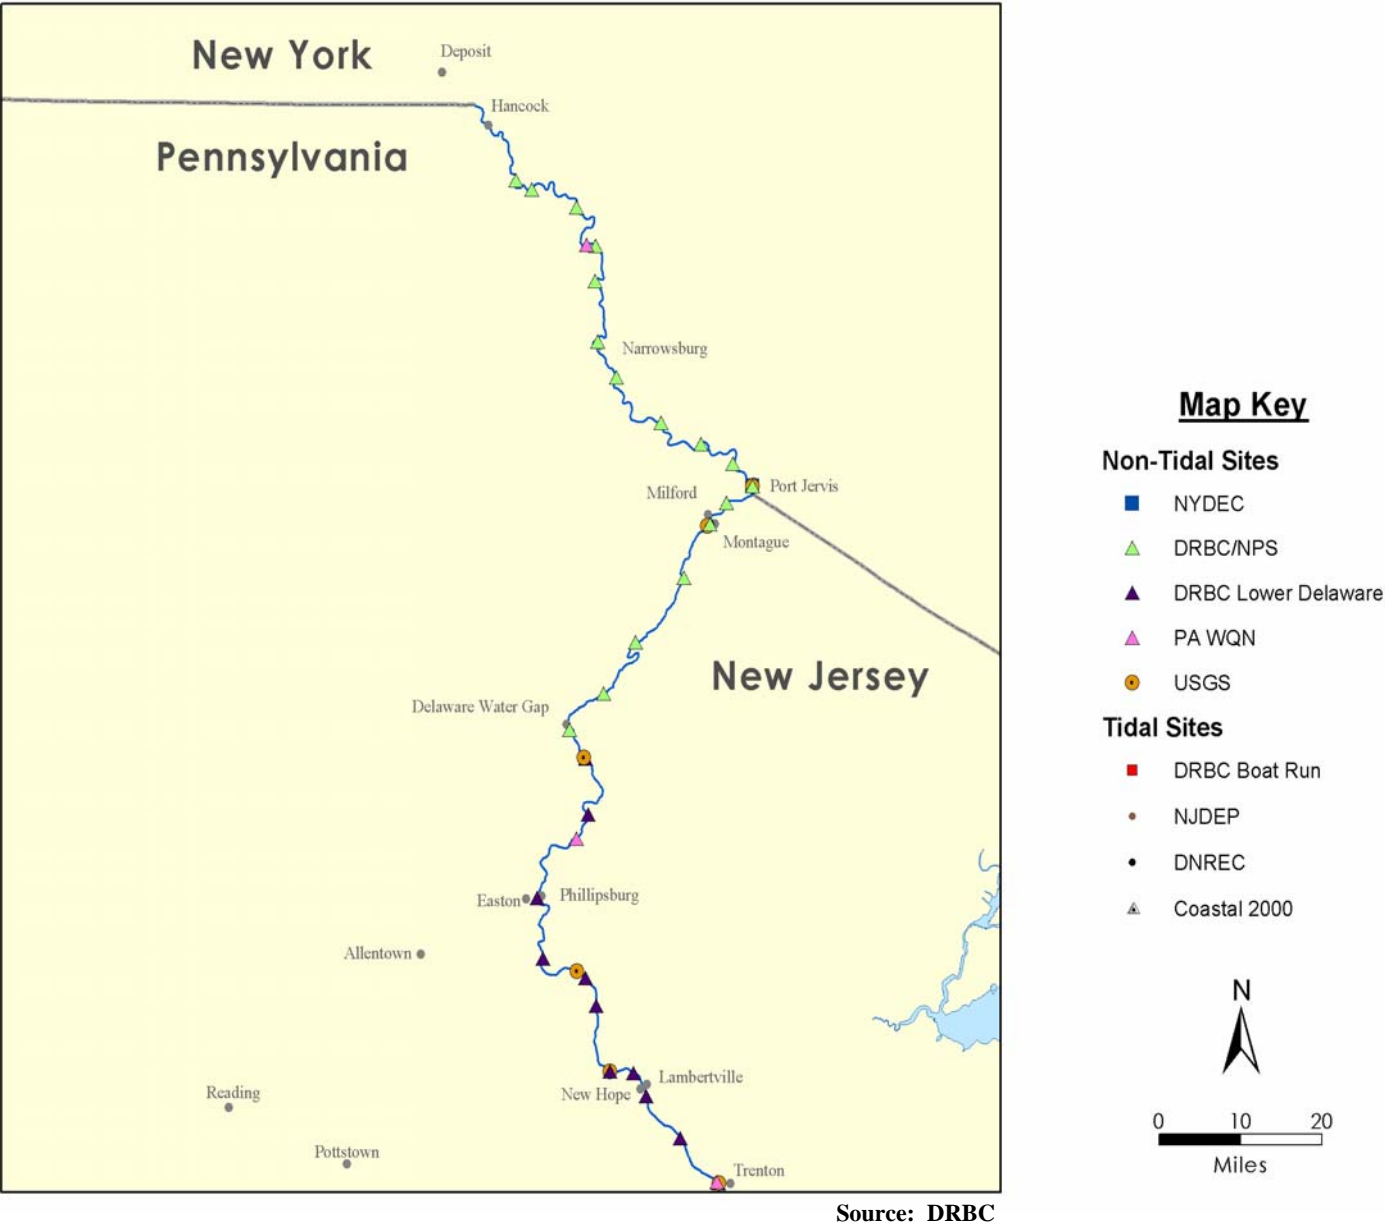 New York
Deposit
Hancock
Pennsylvania
Narrowsburg
Port Jervis
Milford
Montague
New Jersey
Delaware Water Gap
Phillipsburg
Easton
Allentown
Lambertville
New Hope
Reading
Pottstown
Trenton
Map Key
Non-Tidal Sites
NYDEC
DRBC/NPS
DRBC Lower Delaware
PA WQN
USGS
Tidal Sites
DRBC Boat Run
NJDEP
DNREC
Coastal 2000
N
0 10 20
Miles
Source: DRBC